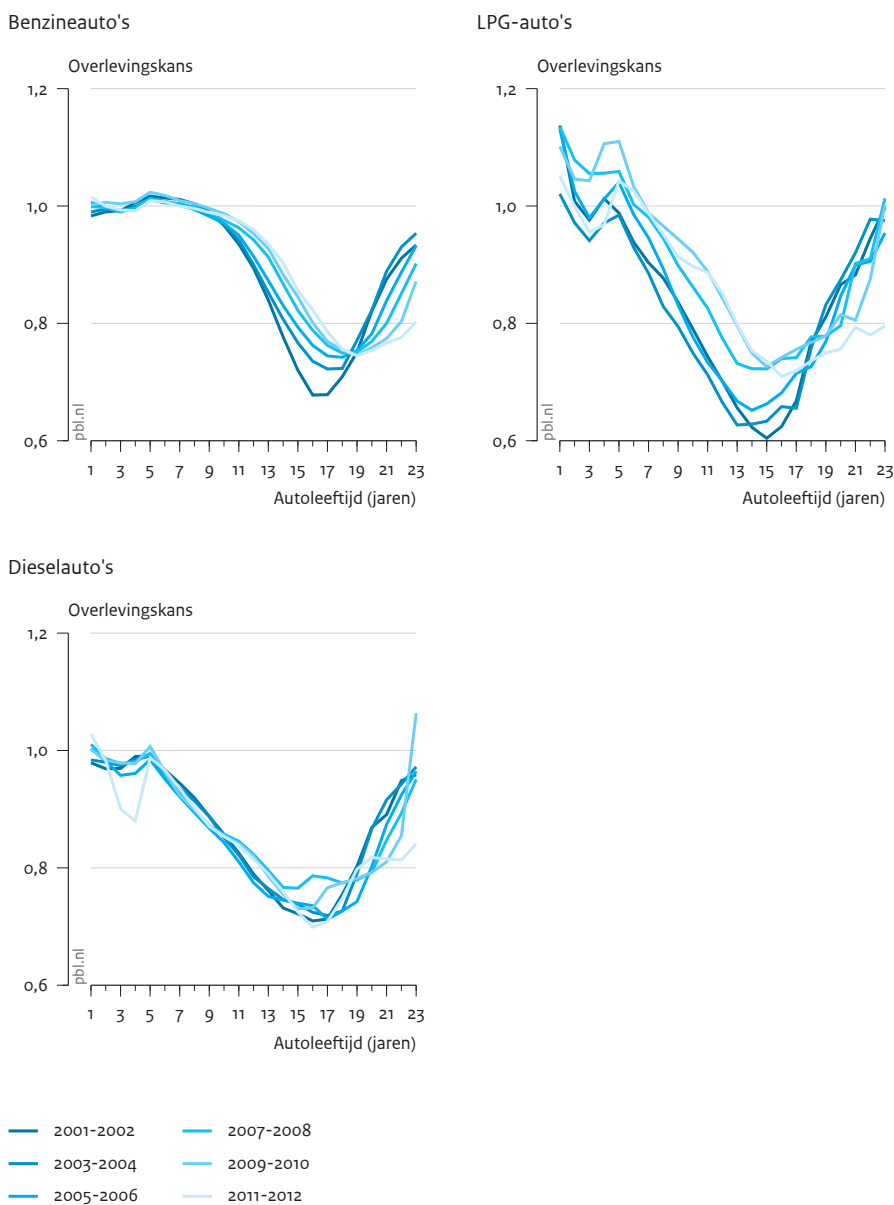 Benzineauto's
Overlevingskans
1,2
1,0
0,8
0,6
pbl.nl
1 3 5 7 9 11 13 15 17 19 21 23
Autoleeftijd (jaren)
LPG-auto's
Overlevingskans
1,2
1,0
0,8
0,6
pbl.nl
1 3 5 7 9 11 13 15 17 19 21 23
Autoleeftijd (jaren)
Dieselauto's
Overlevingskans
1,2
1,0
0,8
0,6
pbl.nl
1 3 5 7 9 11 13 15 17 19 21 23
Autoleeftijd (jaren)
2001-2002
2003-2004
2005-2006
2007-2008
2009-2010
2011-2012